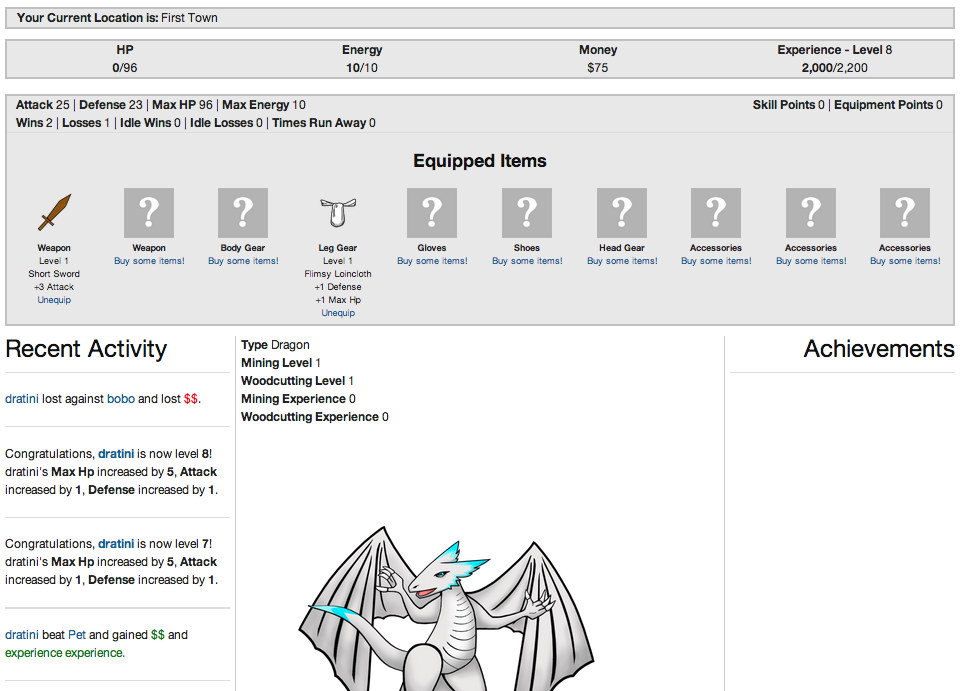 Your Current Location is: First Town
HP Energy Money Experience - Level 8
0/96 10/10 $75 2,000/2,200
Attack 25 | Defense 23 | Max HP 96 | Max Energy 10 Skill Points 0 | Equipment Points 0
Wins 2 | Losses 1 | Idle Wins 0 | Idle Losses 0 | Times Run Away 0
Equipped Items
? ? ? ? ? ? ? ?
Weapon Weapon Body Gear Leg Gear Gloves Shoes Head Gear Accessories Accessories Accessories
Level 1 Buy some items! Buy some items! Level 1 Buy some items! Buy some items! Buy some items! Buy some items! Buy some items! Buy some items!
Short Sword Flimsy Loincloth
+3 Attack +1 Defense
Unequip +1 Max Hp
Unequip
Recent Activity
dratini lost against bobo and lost $$.
Congratulations, dratini is now level 8!
dratini's Max Hp increased by 5, Attack
increased by 1, Defense increased by 1.
Congratulations, dratini is now level 7!
dratini's Max Hp increased by 5, Attack
increased by 1, Defense increased by 1.
dratini beat Pet and gained $$ and
experience experience.
Type Dragon
Mining Level 1
Woodcutting Level 1
Mining Experience 0
Woodcutting Experience 0
Achievements